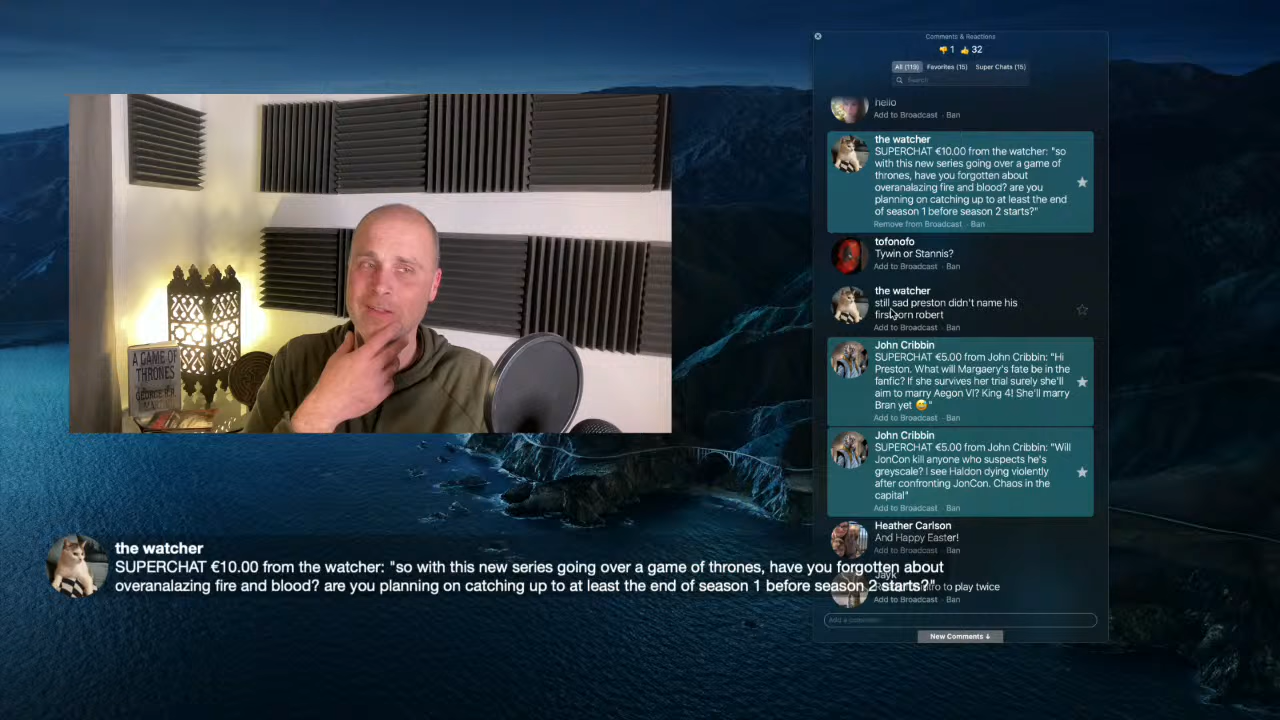 Comments & Reactions
👎 1 👍 32
All (119) Favorites (15) Super Chats (15)
Search
hello
Add to Broadcast · Ban
the watcher
SUPERCHAT €10.00 from the watcher: "so
with this new series going over a game of
thrones, have you forgotten about
overanalazing fire and blood? are you
planning on catching up to at least the end
of season 1 before season 2 starts?"
Remove from Broadcast · Ban
tofonofo
Tywin or Stannis?
Add to Broadcast · Ban
the watcher
still sad preston didn't name his
firstborn robert
Add to Broadcast · Ban
John Cribbin
SUPERCHAT €5.00 from John Cribbin: "Hi
Preston. What will Margaery's fate be in the
fanfic? If she survives her trial surely she'll
aim to marry Aegon VI? King 4! She'll marry
Bran yet 😅"
Add to Broadcast · Ban
John Cribbin
SUPERCHAT €5.00 from John Cribbin: "Will
JonCon kill anyone who suspects he's
greyscale? I see Haldon dying violently
after confronting JonCon. Chaos in the
capital"
Add to Broadcast · Ban
Heather Carlson
And Happy Easter!
Add to Broadcast · Ban
Jayk
to play twice
Add to Broadcast · Ban
Add a comment
New Comments ↓
A GAME OF
THRONES
GEORGE R.R.
MARTIN
the watcher
SUPERCHAT €10.00 from the watcher: "so with this new series going over a game of thrones, have you forgotten about
overanalazing fire and blood? are you planning on catching up to at least the end of season 1 before season 2 starts?"